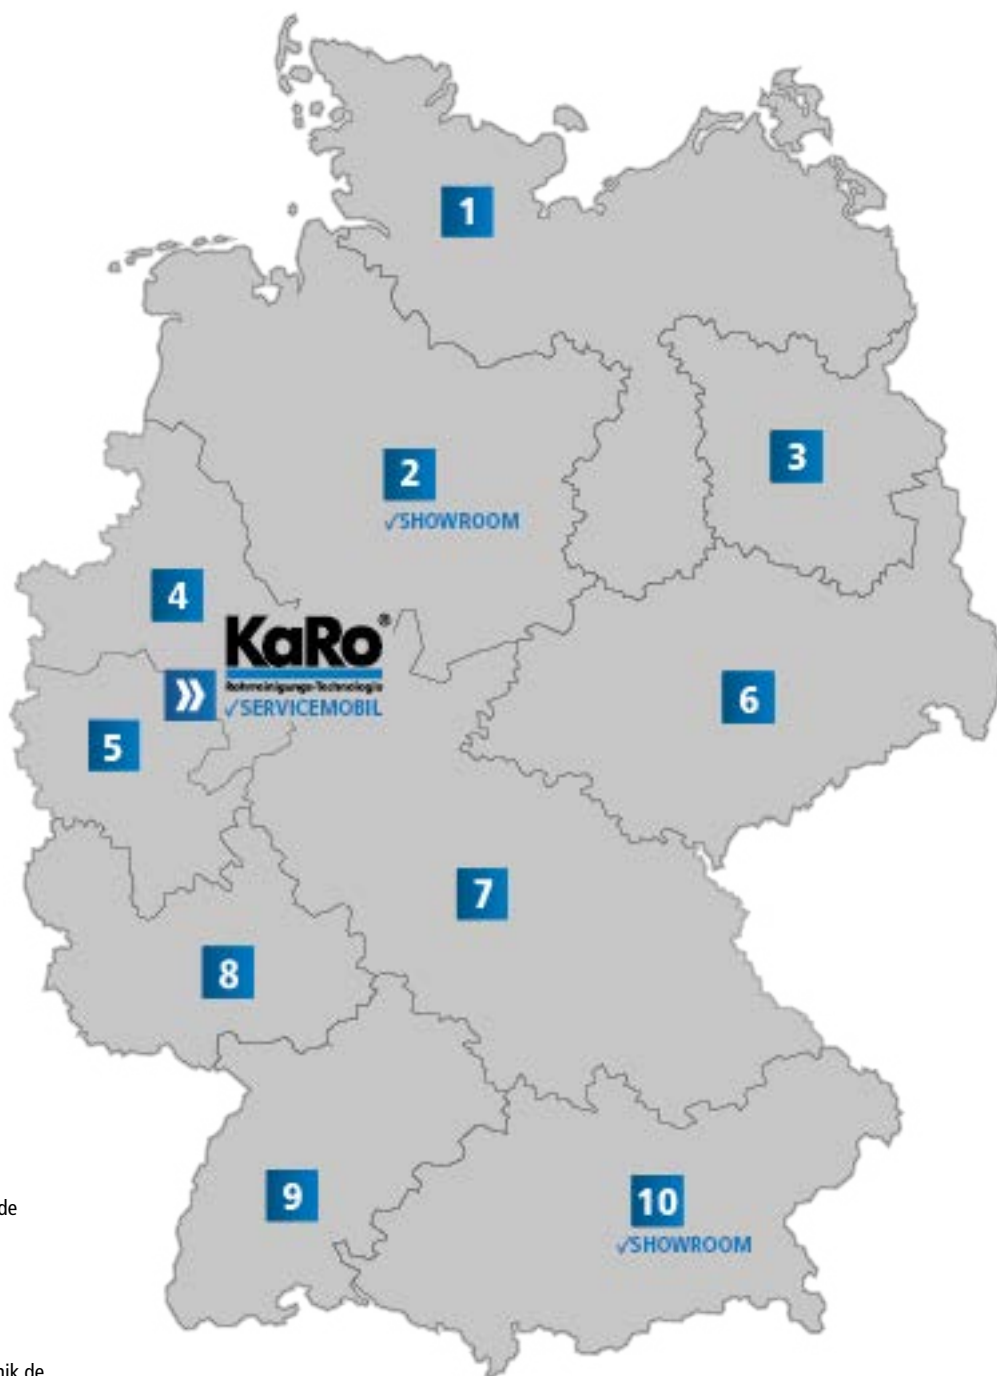 1
2
✓SHOWROOM
3
4
KaRo®
Rohrreinigungs-Technologie
✓SERVICEMOBIL
5
6
7
8
9
10
✓SHOWROOM
de
nik.de